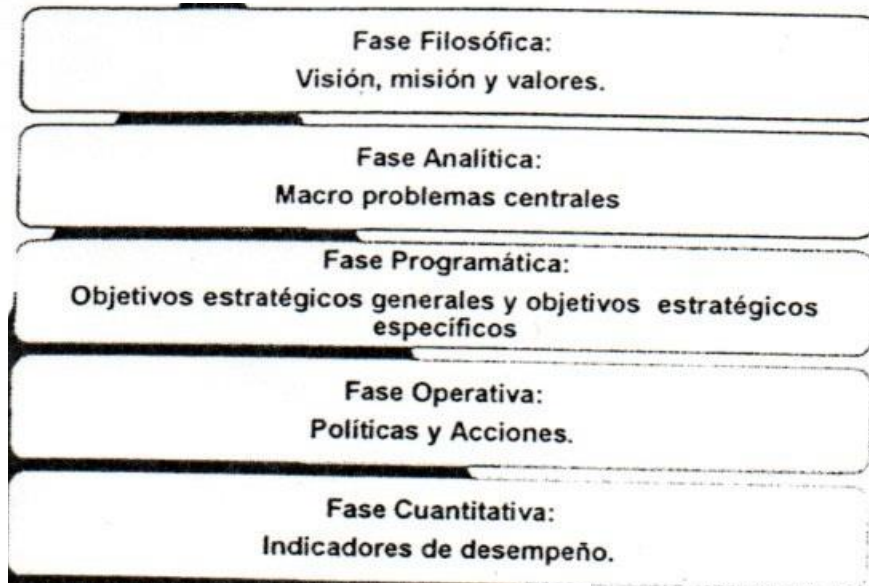 Fase Filosófica:
Visión, misión y valores.
Fase Analítica:
Macro problemas centrales
Fase Programática:
Objetivos estratégicos generales y objetivos estratégicos
específicos
Fase Operativa:
Políticas y Acciones.
Fase Cuantitativa:
Indicadores de desempeño.